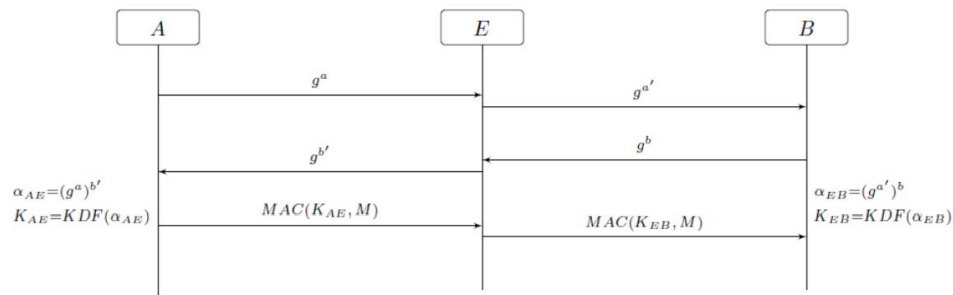 A E B
g^a
g^{a'}
g^b
g^{b'}
α_{AE}=(g^a)^{b'}
K_{AE}=KDF(α_{AE})
α_{EB}=(g^{a'})^b
K_{EB}=KDF(α_{EB})
MAC(K_{AE}, M)
MAC(K_{EB}, M)